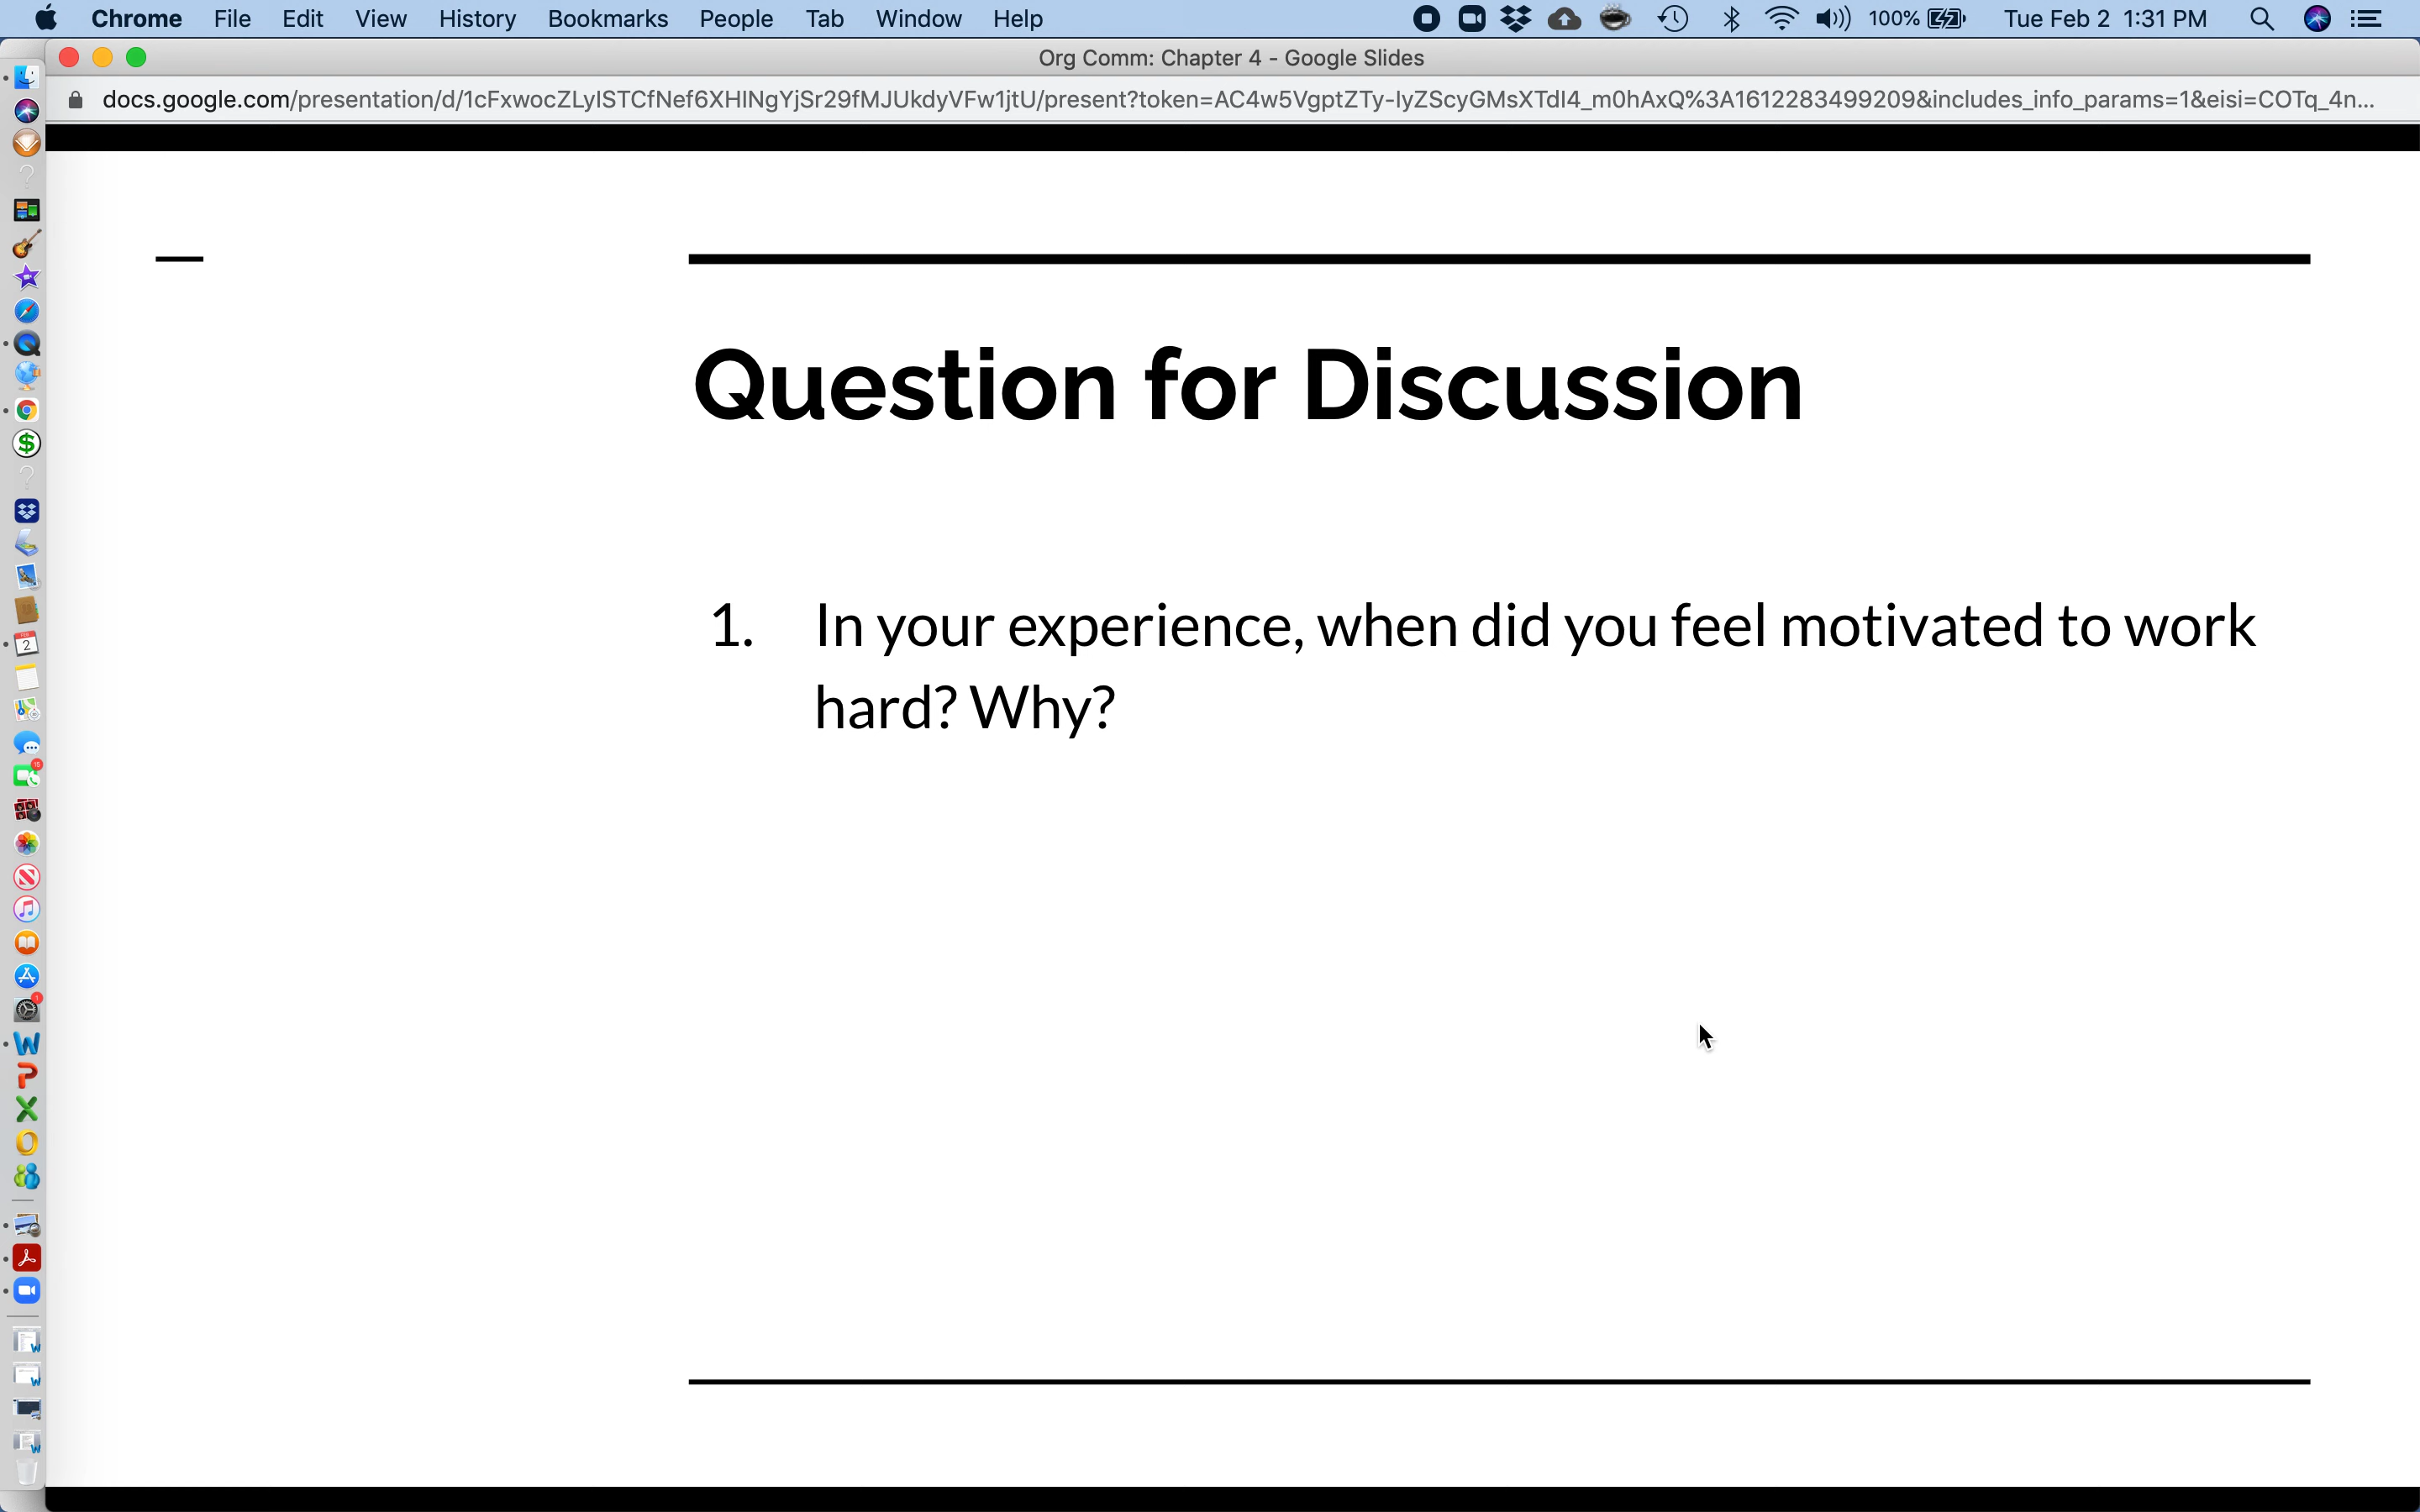 Chrome File Edit View History Bookmarks People Tab Window Help 100% Tue Feb 2 1:31 PM
Org Comm: Chapter 4 - Google Slides
docs.google.com/presentation/d/1cFxwocZLyISTCfNef6XHINgYjSr29fMJUkdyVFw1jtU/present?token=AC4w5VgptZTy-IyZScyGMsXTdI4_m0hAxQ%3A1612283499209&includes_info_params=1&eisi=COTq_4n...
Question for Discussion
1. In your experience, when did you feel motivated to work
hard? Why?